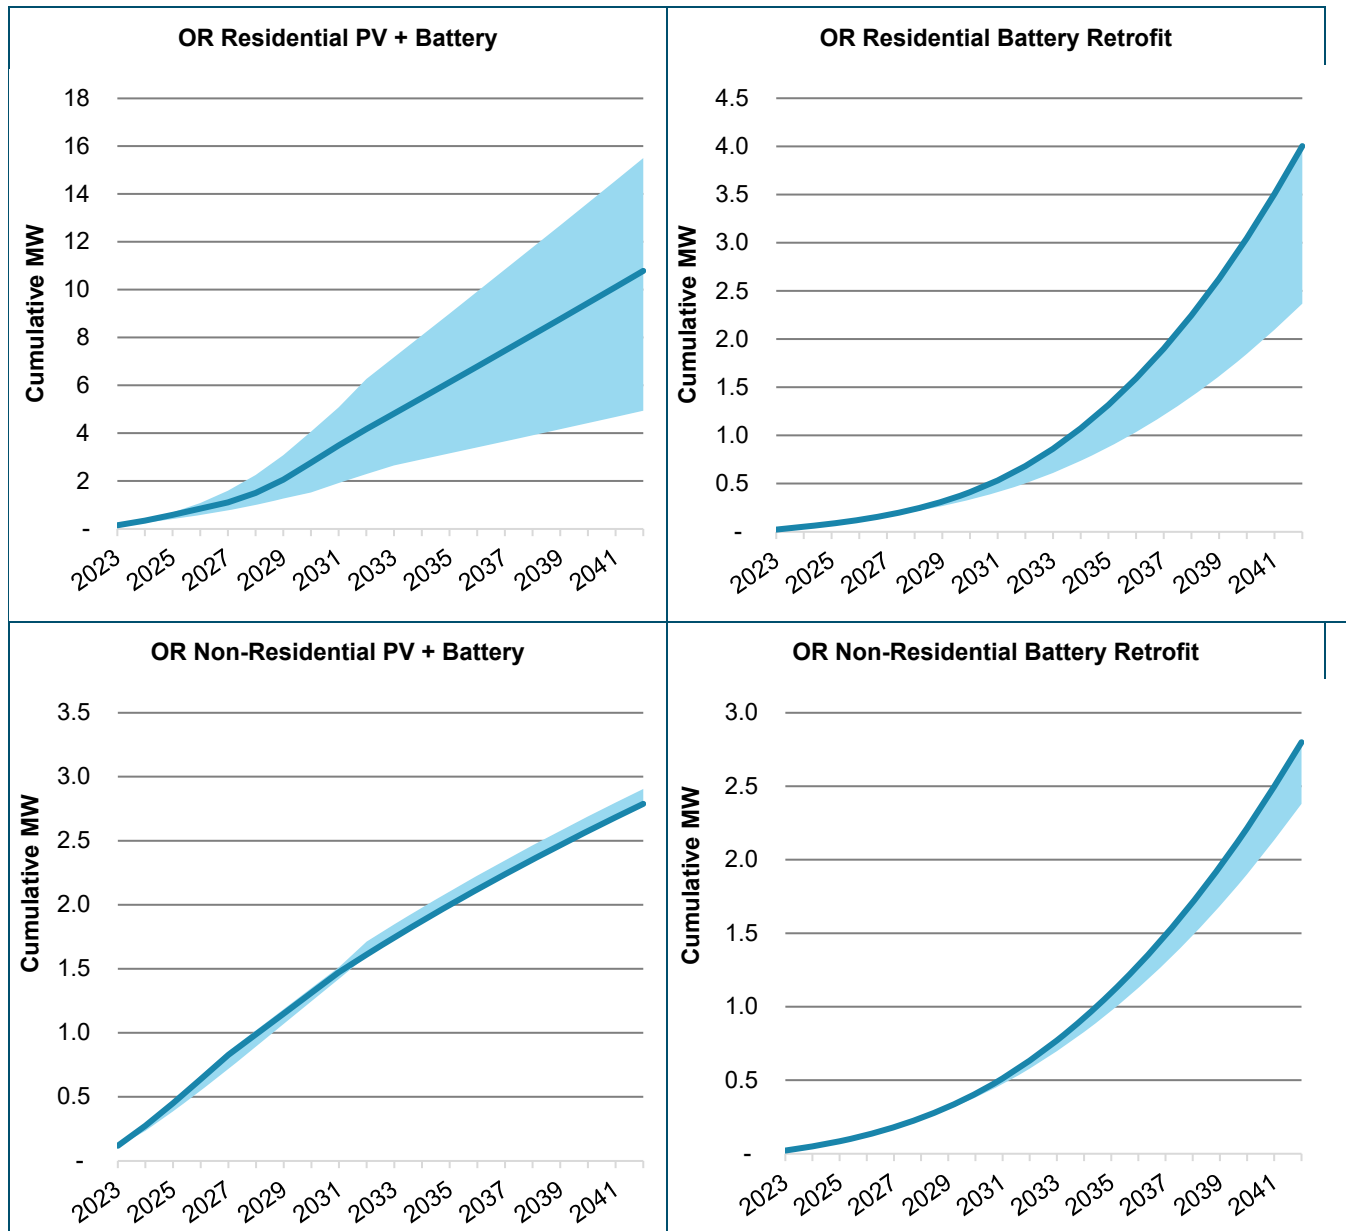 OR Residential PV + Battery
Cumulative MW
18
16
14
12
10
8
6
4
2
-
2023 2025 2027 2029 2031 2033 2035 2037 2039 2041
OR Residential Battery Retrofit
Cumulative MW
4.5
4.0
3.5
3.0
2.5
2.0
1.5
1.0
0.5
-
2023 2025 2027 2029 2031 2033 2035 2037 2039 2041
OR Non-Residential PV + Battery
Cumulative MW
3.5
3.0
2.5
2.0
1.5
1.0
0.5
-
2023 2025 2027 2029 2031 2033 2035 2037 2039 2041
OR Non-Residential Battery Retrofit
Cumulative MW
3.0
2.5
2.0
1.5
1.0
0.5
-
2023 2025 2027 2029 2031 2033 2035 2037 2039 2041